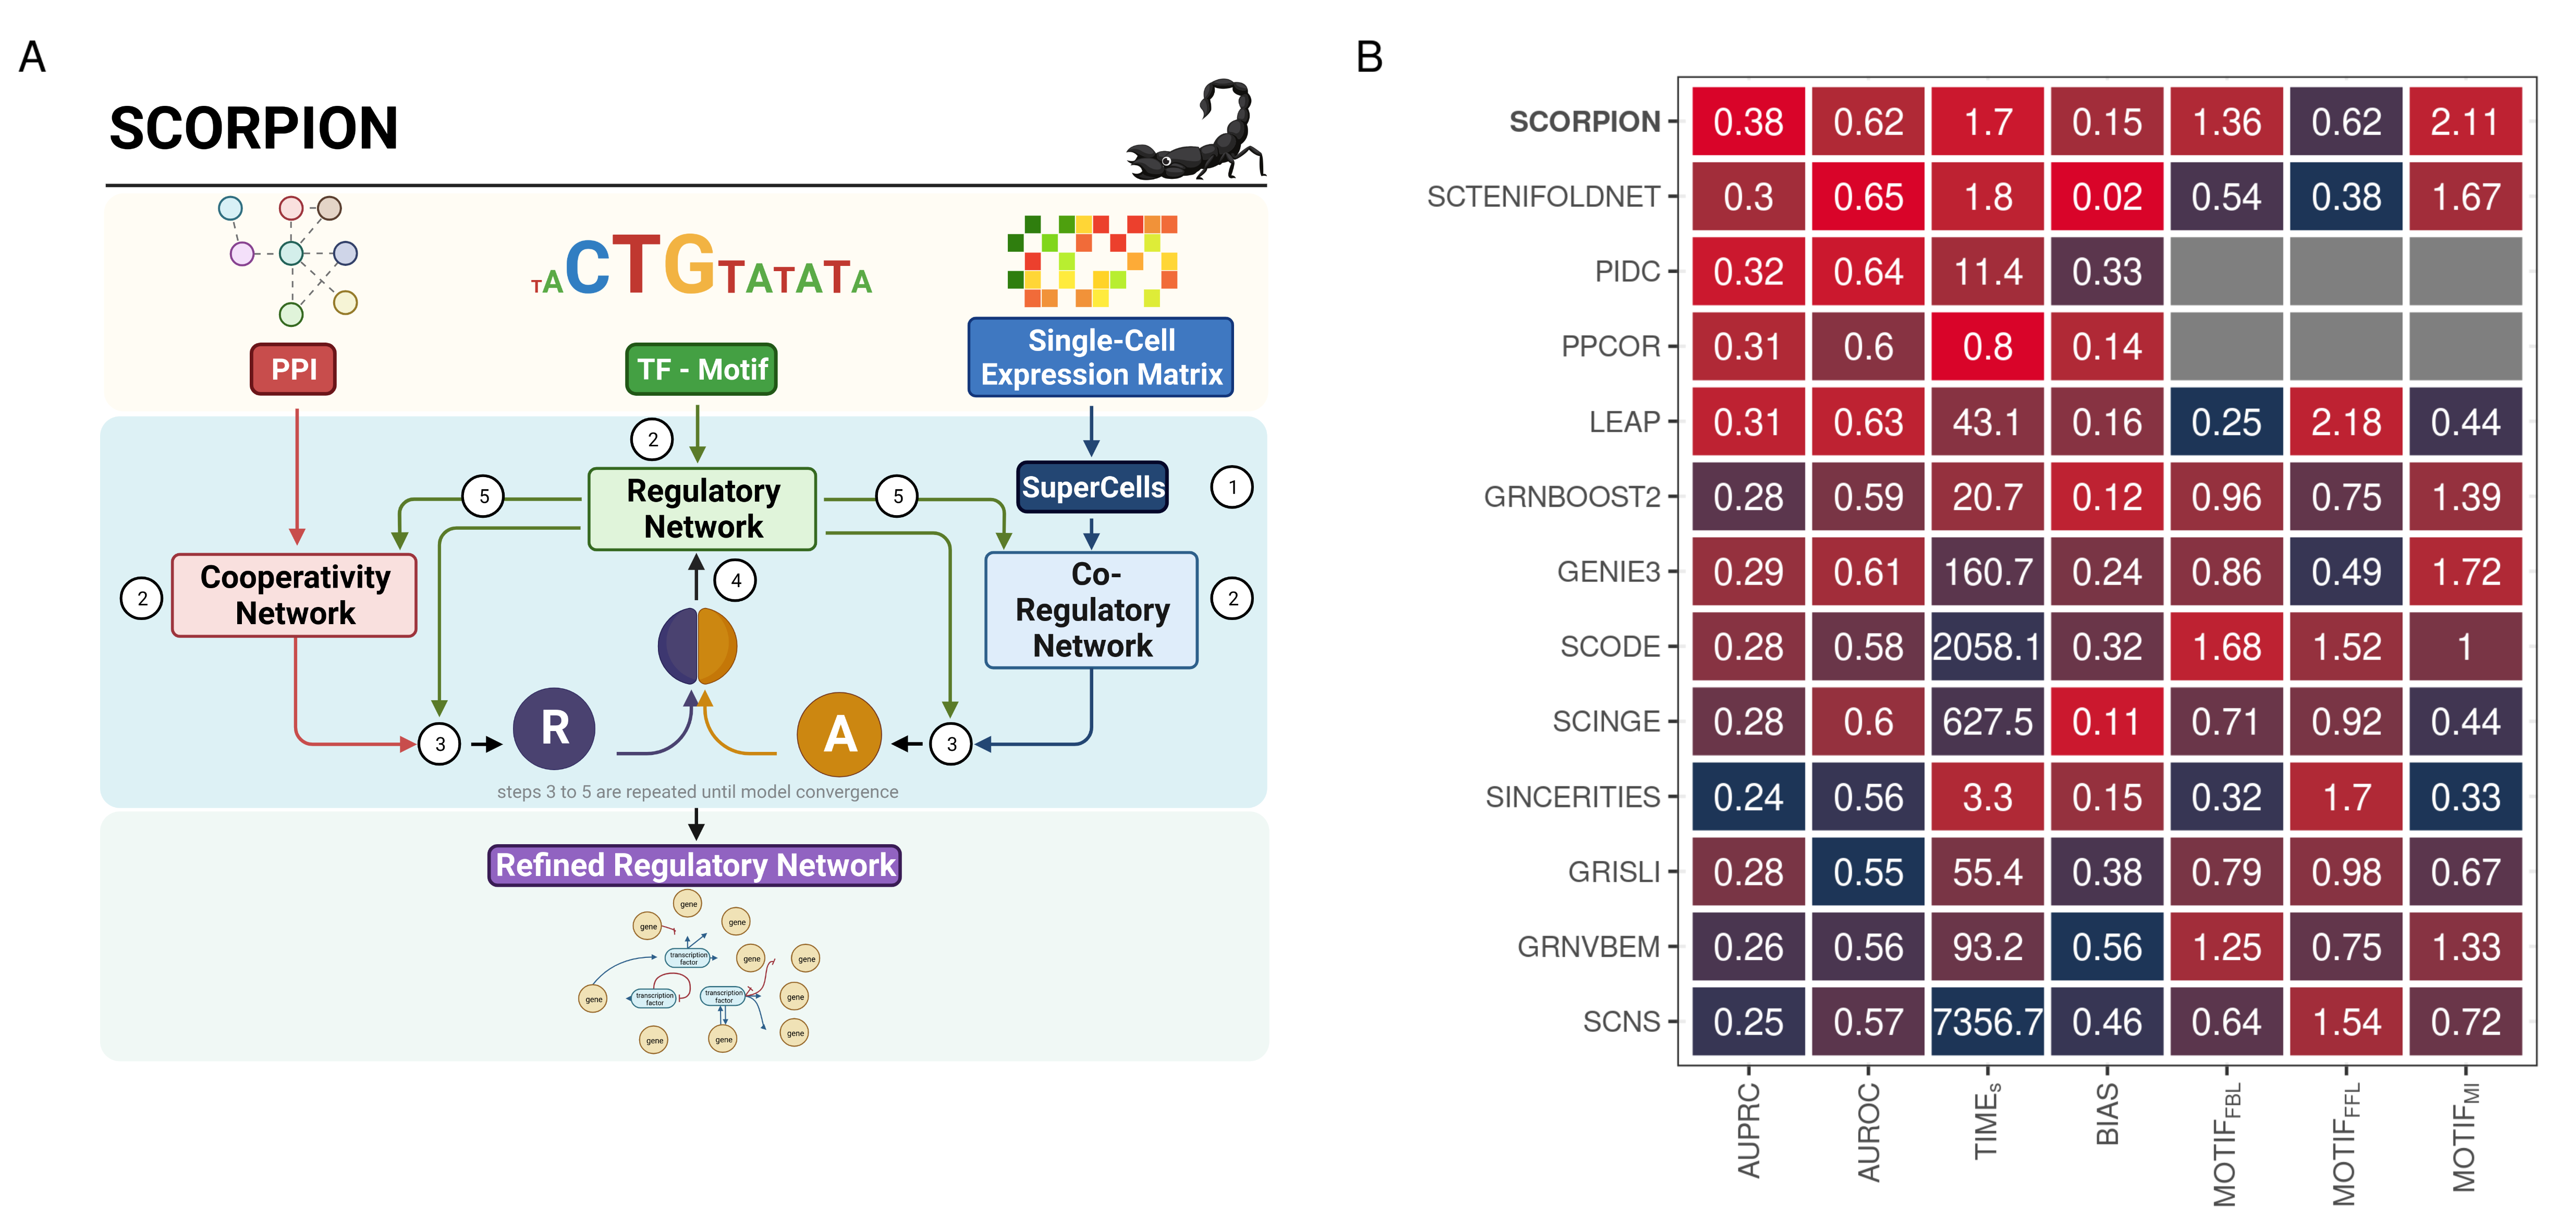 A
SCORPION
TACTGTATATA
PPI
TF - Motif
Single-Cell
Expression Matrix
2
5
Regulatory
Network
5
SuperCells
1
2
Cooperativity
Network
4
Co-
Regulatory
Network
2
3
R
A
3
steps 3 to 5 are repeated until model convergence
Refined Regulatory Network
gene
gene
gene
transcription
factor
gene
gene
gene
transcription
factor
transcription
factor
gene
gene
gene
gene
B
SCORPION 0.38 0.62 1.7 0.15 1.36 0.62 2.11
SCTENIFOLDNET 0.3 0.65 1.8 0.02 0.54 0.38 1.67
PIDC 0.32 0.64 11.4 0.33
PPCOR 0.31 0.6 0.8 0.14
LEAP 0.31 0.63 43.1 0.16 0.25 2.18 0.44
GRNBOOST2 0.28 0.59 20.7 0.12 0.96 0.75 1.39
GENIE3 0.29 0.61 160.7 0.24 0.86 0.49 1.72
SCODE 0.28 0.58 2058.1 0.32 1.68 1.52 1
SCINGE 0.28 0.6 627.5 0.11 0.71 0.92 0.44
SINCERITIES 0.24 0.56 3.3 0.15 0.32 1.7 0.33
GRISLI 0.28 0.55 55.4 0.38 0.79 0.98 0.67
GRNVBEM 0.26 0.56 93.2 0.56 1.25 0.75 1.33
SCNS 0.25 0.57 7356.7 0.46 0.64 1.54 0.72
AUPRC
AUROC
TIMEs
BIAS
MOTIFFBL
MOTIFFFL
MOTIFMI